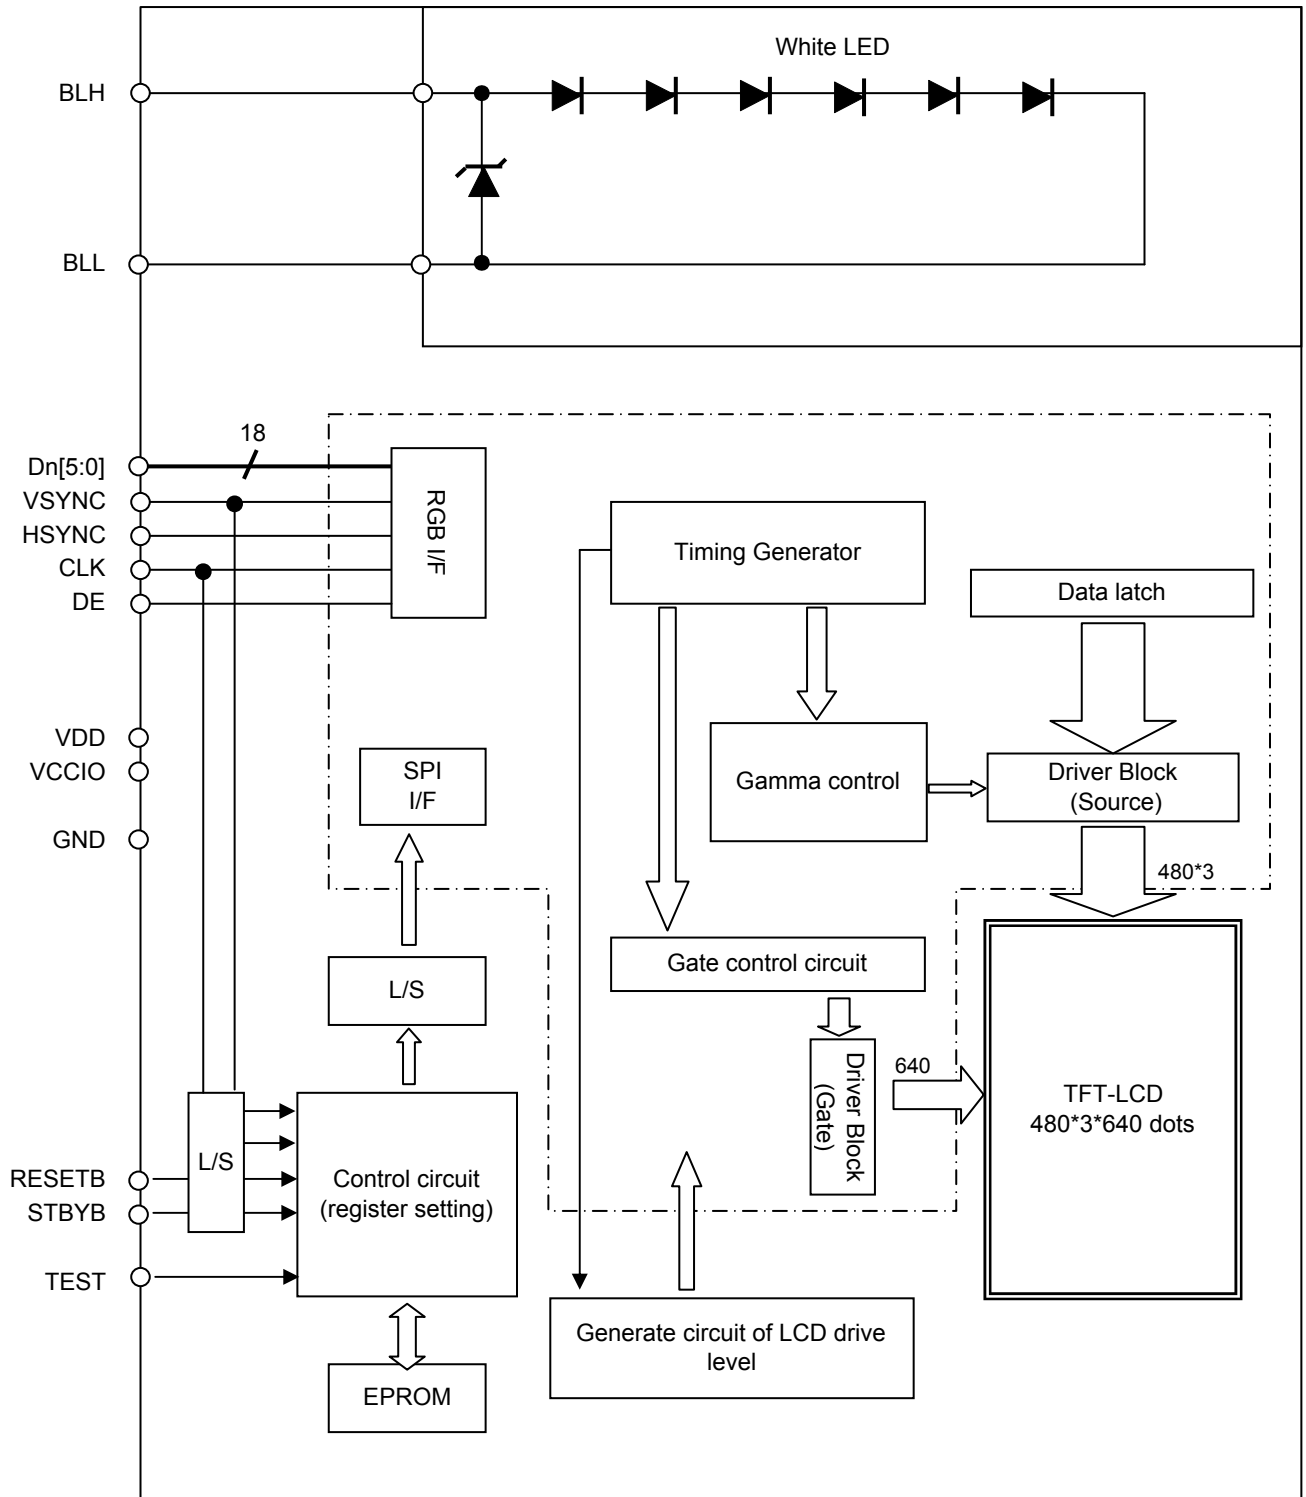 White LED
BLH
BLL
18
Dn[5:0]
VSYNC
HSYNC
CLK
DE
RGB I/F
Timing Generator
Data latch
VDD
VCCIO
GND
SPI
I/F
Gamma control
Driver Block
(Source)
480*3
Gate control circuit
L/S
Driver Block
(Gate)
640
TFT-LCD
480*3*640 dots
L/S
RESETB
STBYB
TEST
Control circuit
(register setting)
Generate circuit of LCD drive
level
EPROM